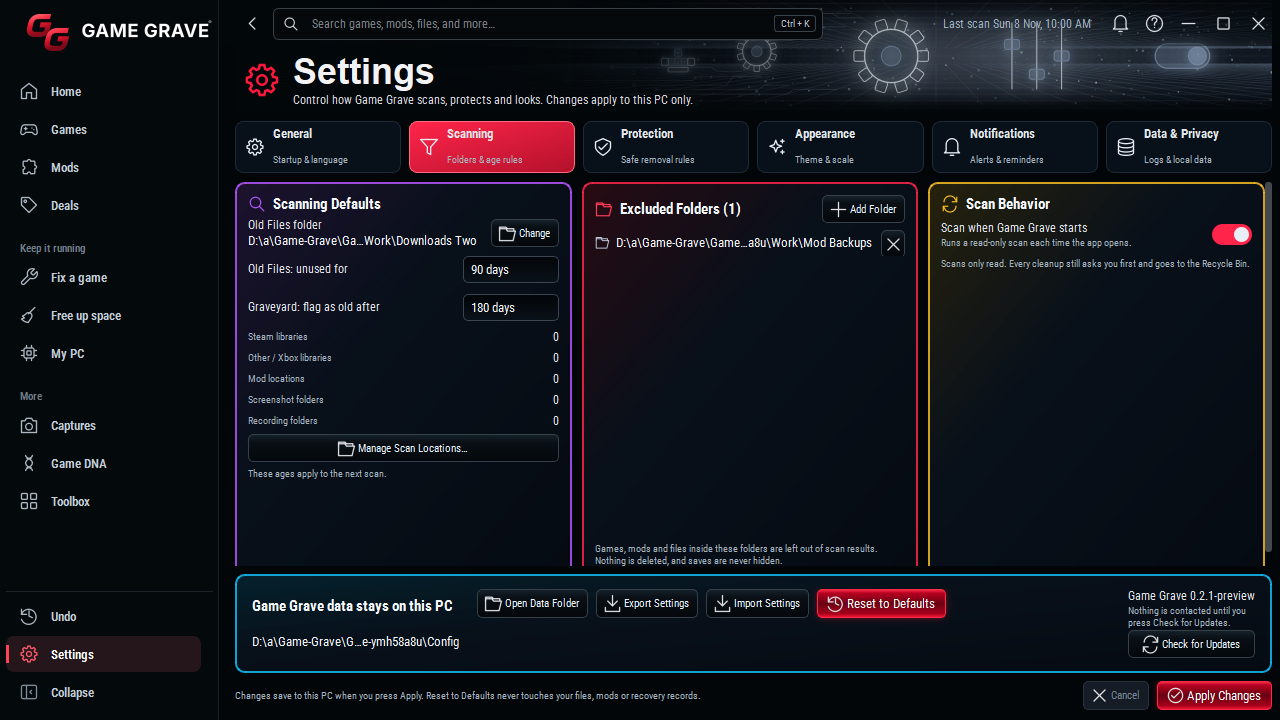 GAME GRAVE
Search games, mods, files, and more...
Ctrl + K
Last scan Sun 8 Nov, 10:00 AM
Settings
Control how Game Grave scans, protects and looks. Changes apply to this PC only.
Home
Games
Mods
Deals
Keep it running
Fix a game
Free up space
My PC
More
Captures
Game DNA
Toolbox
Undo
Settings
Collapse
General
Startup & language
Scanning
Folders & age rules
Protection
Safe removal rules
Appearance
Theme & scale
Notifications
Alerts & reminders
Data & Privacy
Logs & local data
Scanning Defaults
Old Files folder
D:\a\Game-Grave\Ga...Work\Downloads Two
Change
Old Files: unused for
90 days
Graveyard: flag as old after
180 days
Steam libraries 0
Other / Xbox libraries 0
Mod locations 0
Screenshot folders 0
Recording folders 0
Manage Scan Locations...
These ages apply to the next scan.
Excluded Folders (1)
Add Folder
D:\a\Game-Grave\Game...a8u\Work\Mod Backups
Games, mods and files inside these folders are left out of scan results.
Nothing is deleted, and saves are never hidden.
Scan Behavior
Scan when Game Grave starts
Runs a read-only scan each time the app opens.
Scans only read. Every cleanup still asks you first and goes to the Recycle Bin.
Game Grave data stays on this PC
Open Data Folder
Export Settings
Import Settings
Reset to Defaults
D:\a\Game-Grave\G...e-ymh58a8u\Config
Game Grave 0.2.1-preview
Nothing is contacted until you
press Check for Updates.
Check for Updates
Changes save to this PC when you press Apply. Reset to Defaults never touches your files, mods or recovery records.
Cancel
Apply Changes